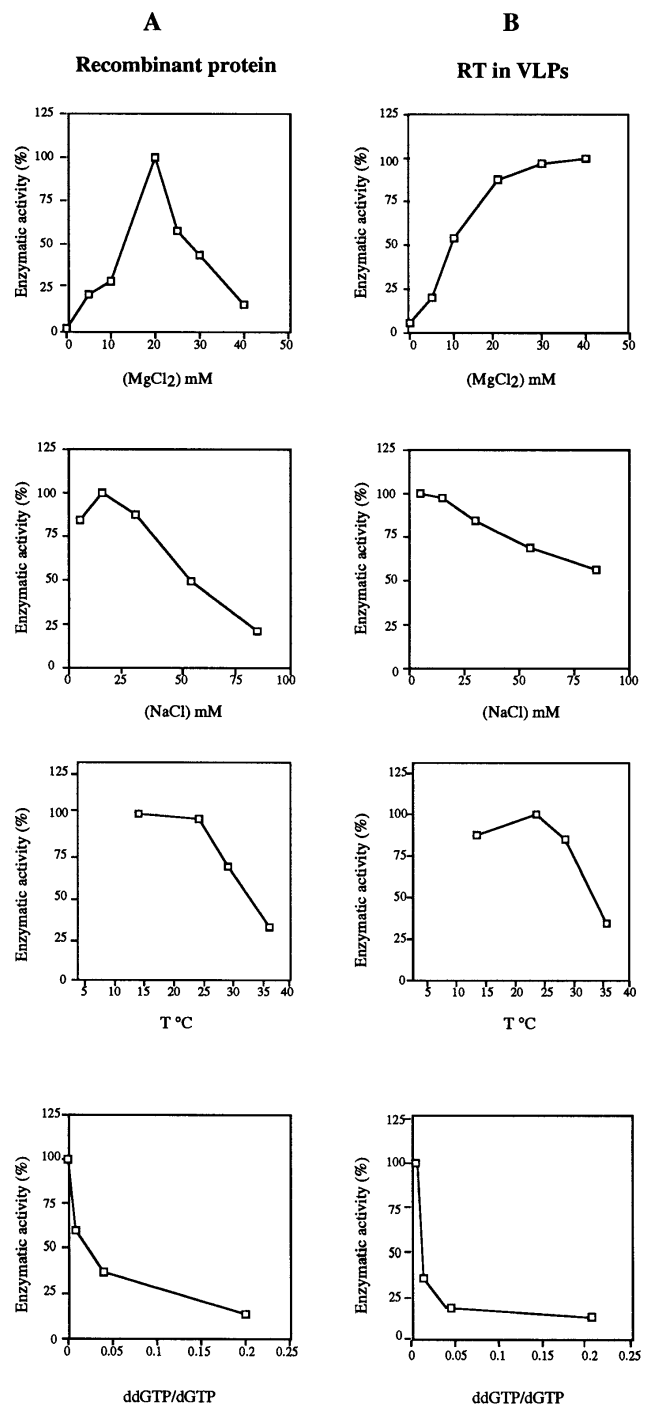 A
Recombinant protein
B
RT in VLPs
Enzymatic activity (%)
125
100
75
50
25
0
0 10 20 30 40 50
(MgCl2) mM
Enzymatic activity (%)
125
100
75
50
25
0
0 10 20 30 40 50
(MgCl2) mM
Enzymatic activity (%)
125
100
75
50
25
0
0 25 50 75 100
(NaCl) mM
Enzymatic activity (%)
125
100
75
50
25
0
0 25 50 75 100
(NaCl) mM
Enzymatic activity (%)
125
100
75
50
25
0
5 10 15 20 25 30 35 40
T °C
Enzymatic activity (%)
125
100
75
50
25
0
5 10 15 20 25 30 35 40
T °C
Enzymatic activity (%)
125
100
75
50
25
0
0 0.05 0.1 0.15 0.2 0.25
ddGTP/dGTP
Enzymatic activity (%)
125
100
75
50
25
0
0 0.05 0.1 0.15 0.2 0.25
ddGTP/dGTP